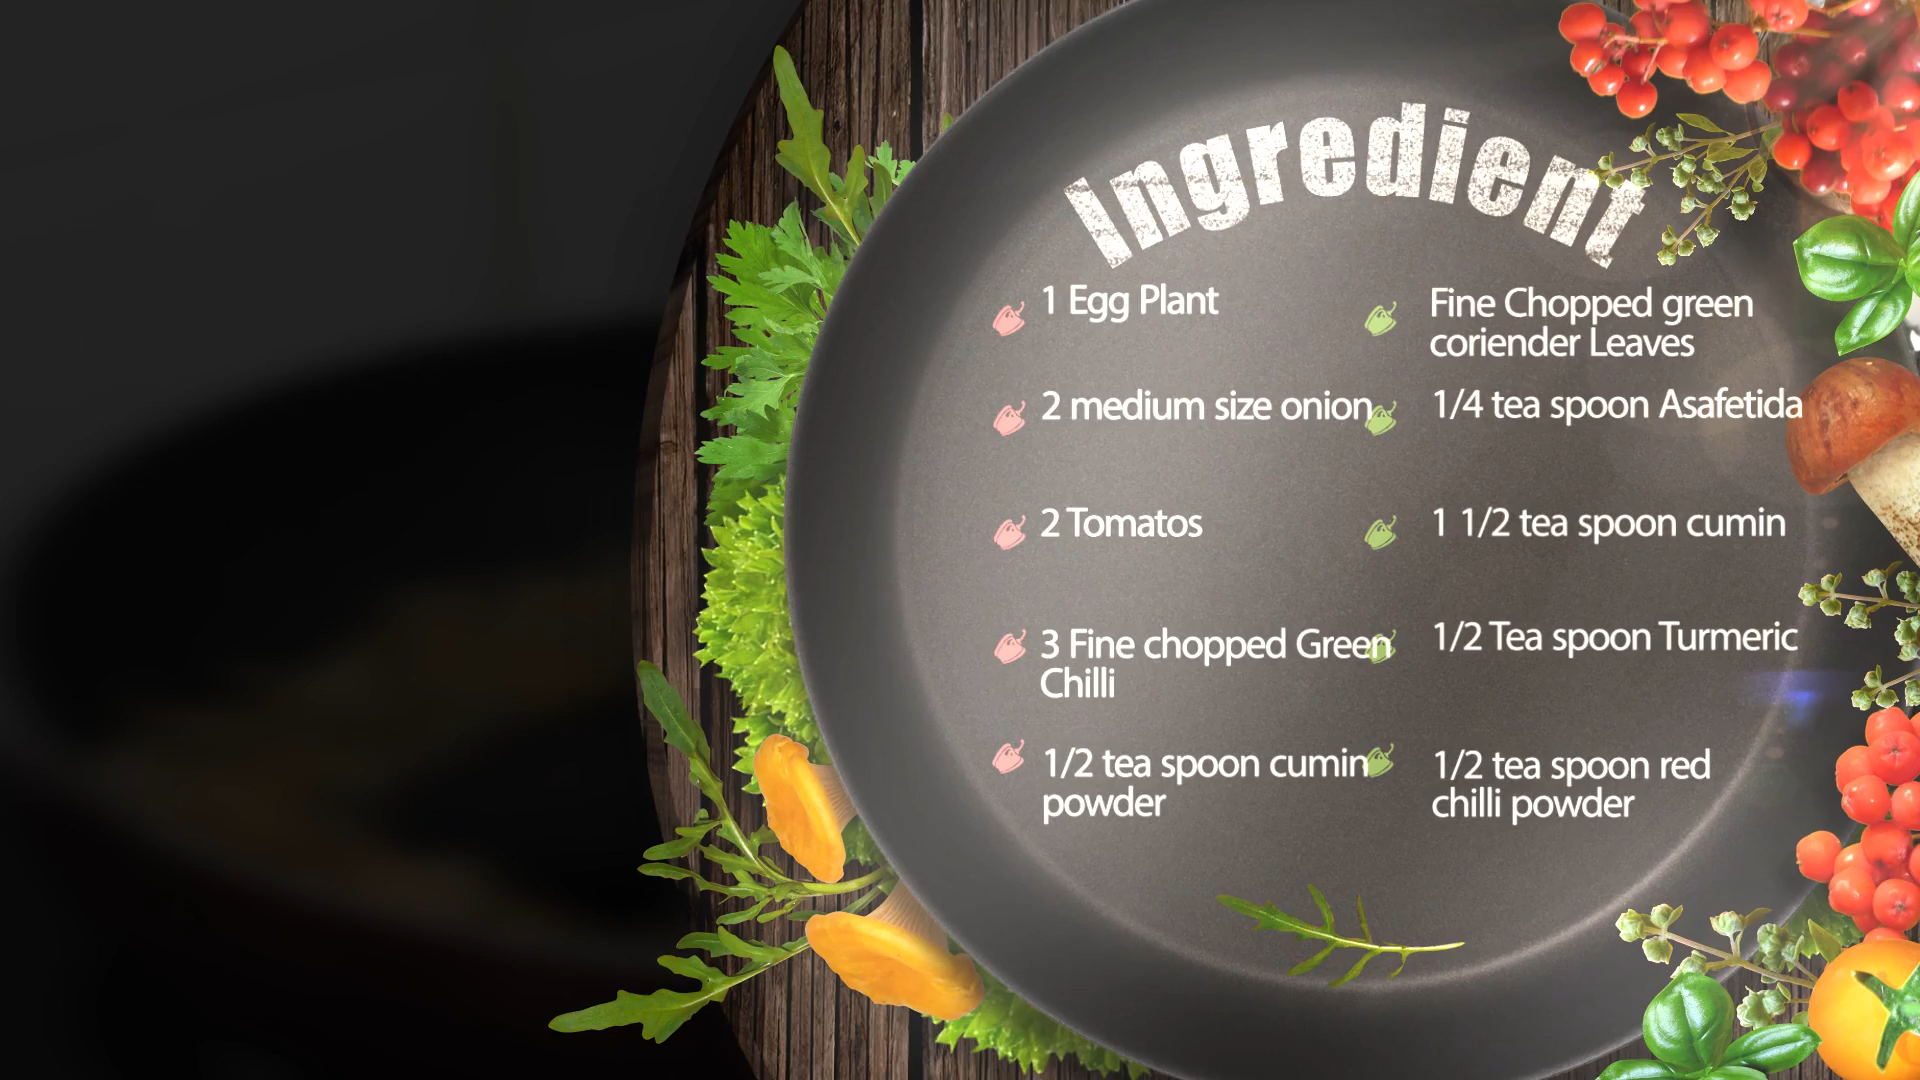 Ingredient
1 Egg Plant
2 medium size onion
2 Tomatos
3 Fine chopped Green
Chilli
1/2 tea spoon cumin
powder
Fine Chopped green
coriender Leaves
1/4 tea spoon Asafetida
1 1/2 tea spoon cumin
1/2 Tea spoon Turmeric
1/2 tea spoon red
chilli powder